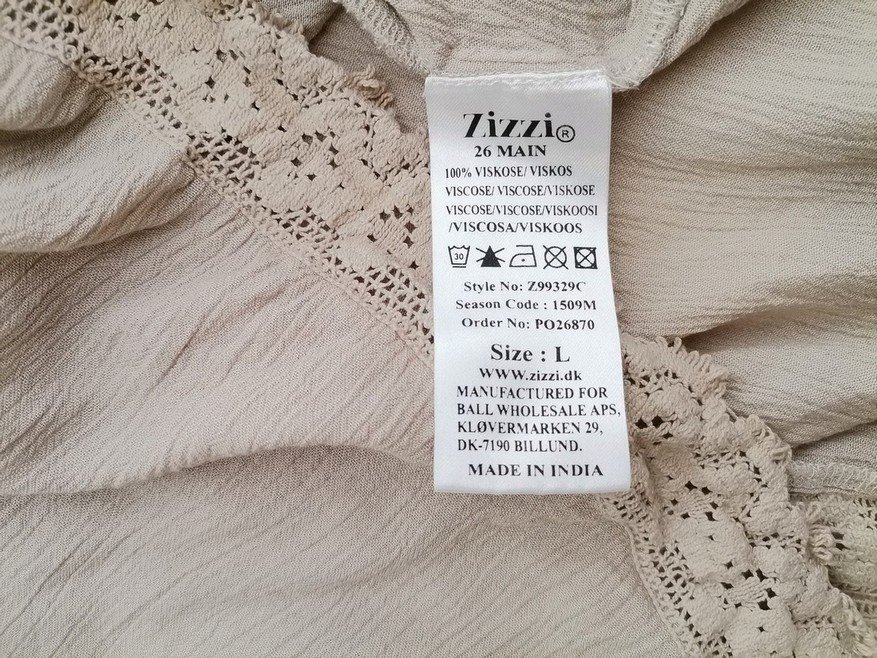 Zizzi®
26 MAIN
100% VISKOSE/ VISKOS
VISCOSE/ VISCOSE/VISKOSE
VISCOSE/VISCOSE/VISKOOSI
/VISCOSA/VISKOOS
30
Style No: Z99329C
Season Code : 1509M
Order No: PO26870
Size : L
WWW.zizzi.dk
MANUFACTURED FOR
BALL WHOLESALE APS,
KLØVERMARKEN 29,
DK-7190 BILLUND.
MADE IN INDIA